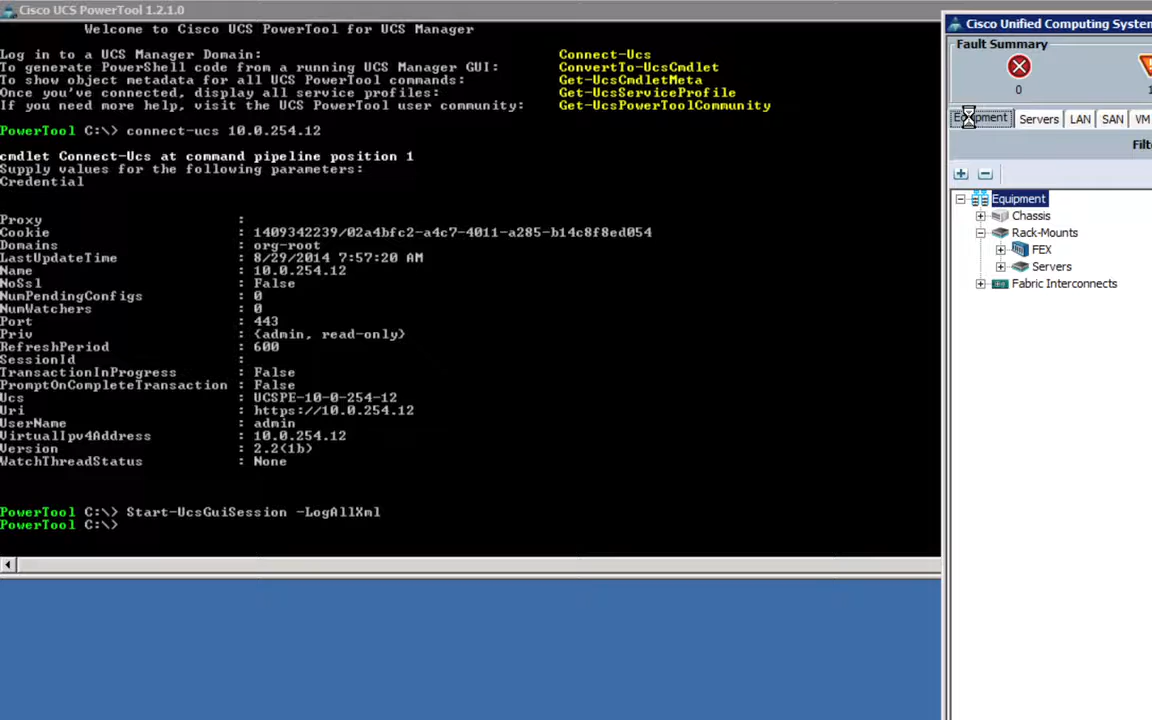 Cisco UCS PowerTool 1.2.1.0
Welcome to Cisco UCS PowerTool for UCS Manager
Log in to a UCS Manager Domain: Connect-Ucs
To generate PowerShell code from a running UCS Manager GUI: ConvertTo-UcsCmdlet
To show object metadata for all UCS PowerTool commands: Get-UcsCmdletMeta
Once you've connected, display all service profiles: Get-UcsServiceProfile
If you need more help, visit the UCS PowerTool user community: Get-UcsPowerToolCommunity
PowerTool C:\> connect-ucs 10.0.254.12
cmdlet Connect-Ucs at command pipeline position 1
Supply values for the following parameters:
Credential
Proxy :
Cookie : 1409342239/02a4bfc2-a4c7-4011-a285-b14c8f8ed054
Domains : org-root
LastUpdateTime : 8/29/2014 7:57:20 AM
Name : 10.0.254.12
NoSsl : False
NumPendingConfigs : 0
NumWatchers : 0
Port : 443
Priv : {admin, read-only}
RefreshPeriod : 600
SessionId :
TransactionInProgress : False
PromptOnCompleteTransaction : False
Ucs : UCSPE-10-0-254-12
Uri : https://10.0.254.12
UserName : admin
VirtualIpv4Address : 10.0.254.12
Version : 2.2(1b)
WatchThreadStatus : None
PowerTool C:\> Start-UcsGuiSession -LogAllXml
PowerTool C:\>
Cisco Unified Computing System
Fault Summary
0 1
Equipment Servers LAN SAN VM
Filt
Equipment
Chassis
Rack-Mounts
FEX
Servers
Fabric Interconnects